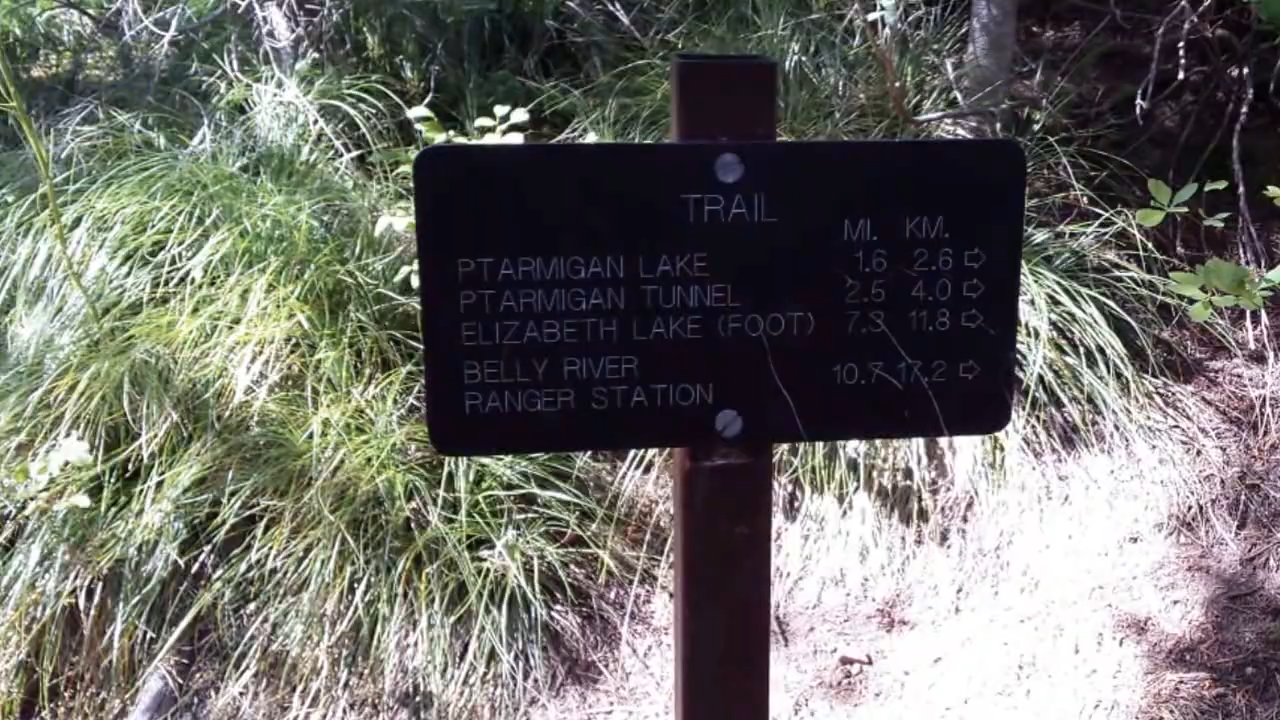 TRAIL
MI. KM.
PTARMIGAN LAKE 1.6 2.6 ⇨
PTARMIGAN TUNNEL 2.5 4.0 ⇨
ELIZABETH LAKE (FOOT) 7.3 11.8 ⇨
BELLY RIVER 10.7 17.2 ⇨
RANGER STATION